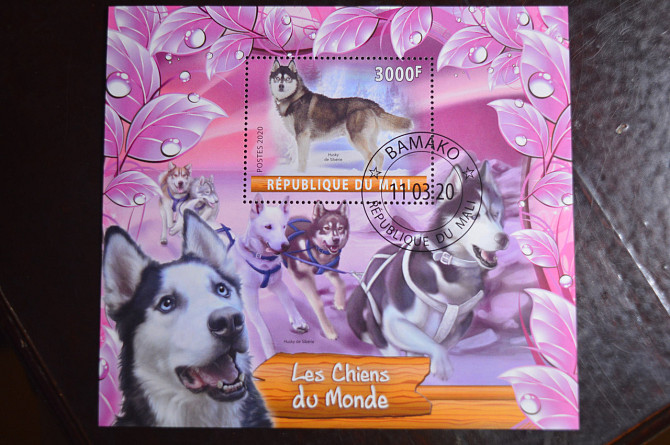 3000F
POSTES 2020
Husky
de Sibérie
RÉPUBLIQUE DU MALI
BAMAKO
11 03:20
RÉPUBLIQUE DU MALI
Husky de Sibérie
Les Chiens
du Monde